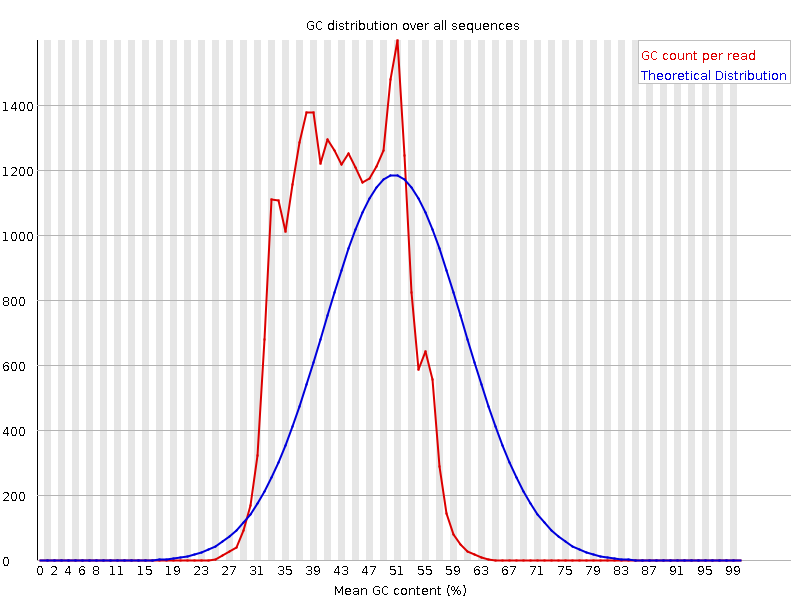 GC distribution over all sequences
GC count per read
Theoretical Distribution
1400
1200
1000
800
600
400
200
0
0 2 4 6 8 11 15 19 23 27 31 35 39 43 47 51 55 59 63 67 71 75 79 83 87 91 95 99
Mean GC content (%)